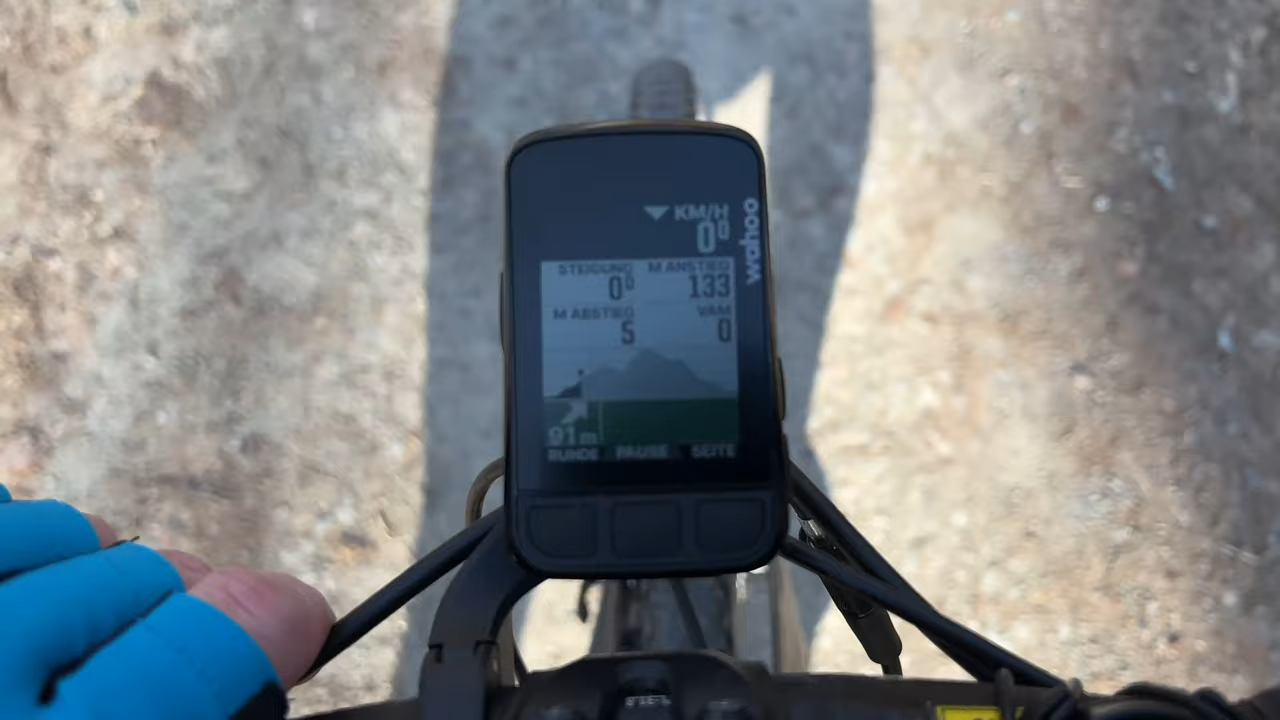 KM/H
0⁰
wahoo
STEIGUNG M ANSTIEG
0⁰ 133
M ABSTIEG VAM
5 0
91m
RUNDE PAUSE SEITE